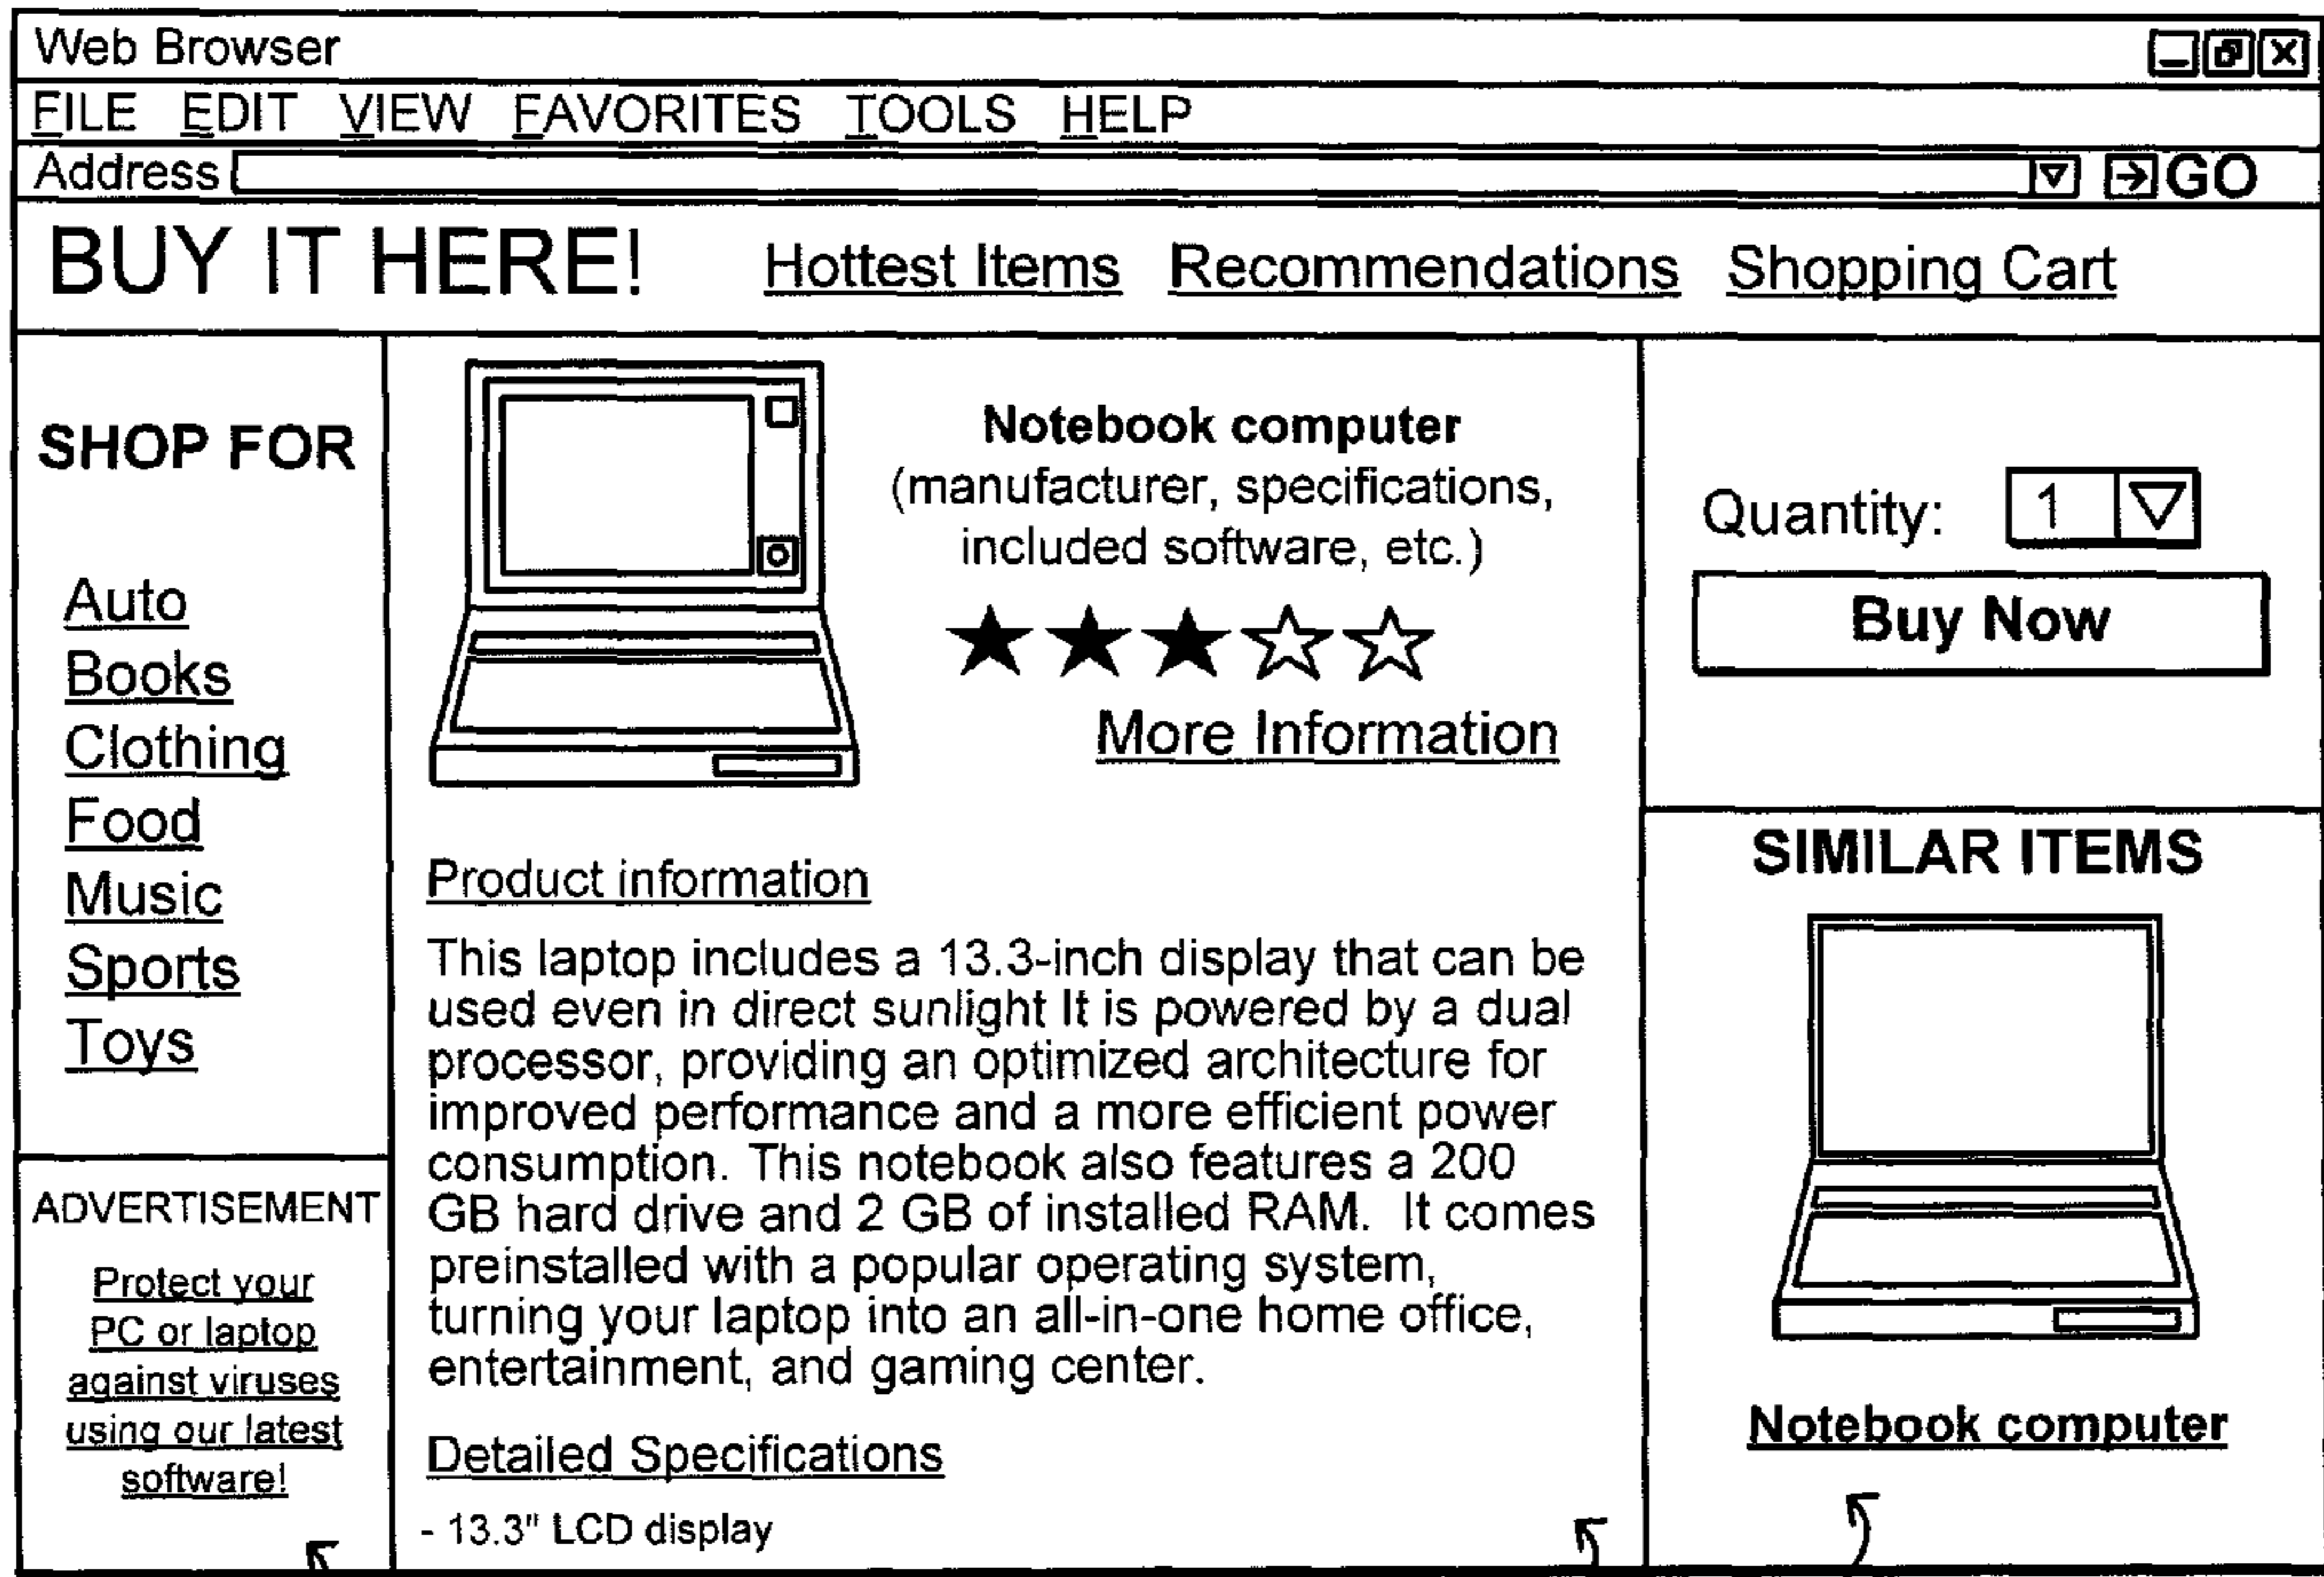 Web Browser
FILE EDIT VIEW FAVORITES TOOLS HELP
Address GO
BUY IT HERE! Hottest Items Recommendations Shopping Cart
SHOP FOR
Auto
Books
Clothing
Food
Music
Sports
Toys
ADVERTISEMENT
Protect your
PC or laptop
against viruses
using our latest
software!
Notebook computer
(manufacturer, specifications,
included software, etc.)
More Information
Product information
This laptop includes a 13.3-inch display that can be
used even in direct sunlight It is powered by a dual
processor, providing an optimized architecture for
improved performance and a more efficient power
consumption. This notebook also features a 200
GB hard drive and 2 GB of installed RAM. It comes
preinstalled with a popular operating system,
turning your laptop into an all-in-one home office,
entertainment, and gaming center.
Detailed Specifications
- 13.3" LCD display
Quantity: 1
Buy Now
SIMILAR ITEMS
Notebook computer